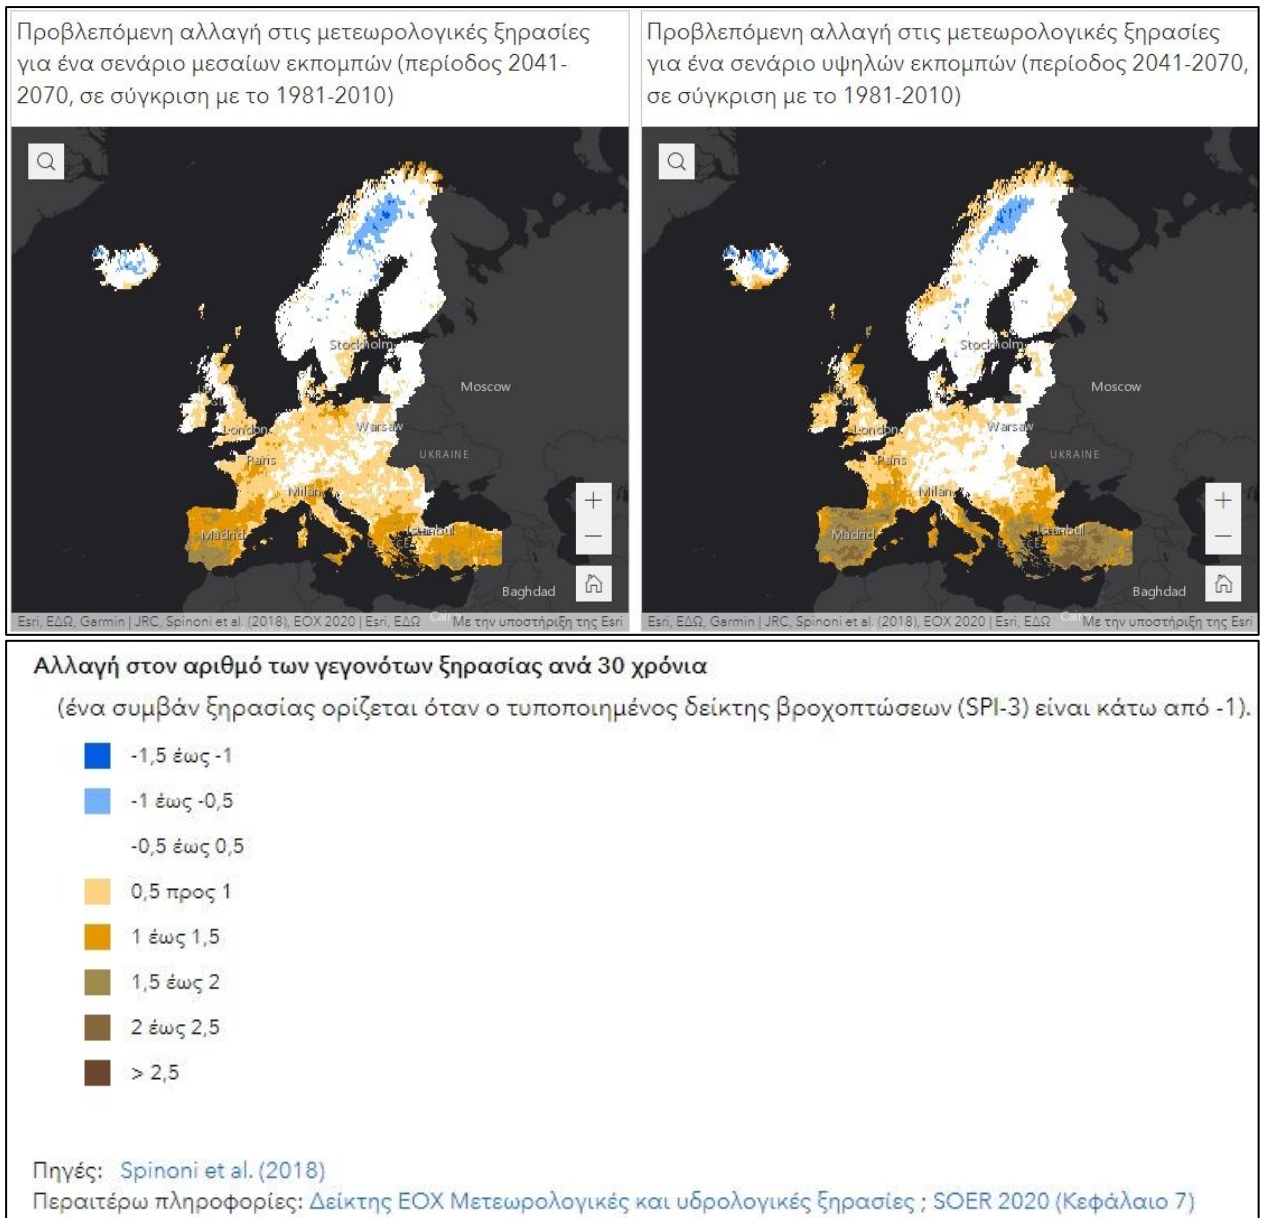 Προβλεπόμενη αλλαγή στις μετεωρολογικές ξηρασίες
για ένα σενάριο μεσαίων εκπομπών (περίοδος 2041-
2070, σε σύγκριση με το 1981-2010)
Stockholm
Moscow
London
Warsaw
Paris
UKRAINE
Milan
Madrid
Istanbul
Baghdad
Esri, ΕΔΩ, Garmin | JRC, Spinoni et al. (2018), EOX 2020 | Esri, ΕΔΩ
Με την υποστήριξη της Esri
Προβλεπόμενη αλλαγή στις μετεωρολογικές ξηρασίες
για ένα σενάριο υψηλών εκπομπών (περίοδος 2041-2070,
σε σύγκριση με το 1981-2010)
Stockholm
Moscow
London
Warsaw
Paris
UKRAINE
Milan
Madrid
Istanbul
Baghdad
Esri, ΕΔΩ, Garmin | JRC, Spinoni et al. (2018), EOX 2020 | Esri, ΕΔΩ
Με την υποστήριξη της Esri
Αλλαγή στον αριθμό των γεγονότων ξηρασίας ανά 30 χρόνια
(ένα συμβάν ξηρασίας ορίζεται όταν ο τυποποιημένος δείκτης βροχοπτώσεων (SPI-3) είναι κάτω από -1).
-1,5 έως -1
-1 έως -0,5
-0,5 έως 0,5
0,5 προς 1
1 έως 1,5
1,5 έως 2
2 έως 2,5
> 2,5
Πηγές: Spinoni et al. (2018)
Περαιτέρω πληροφορίες: Δείκτης ΕΟΧ Μετεωρολογικές και υδρολογικές ξηρασίες ; SOER 2020 (Κεφάλαιο 7)